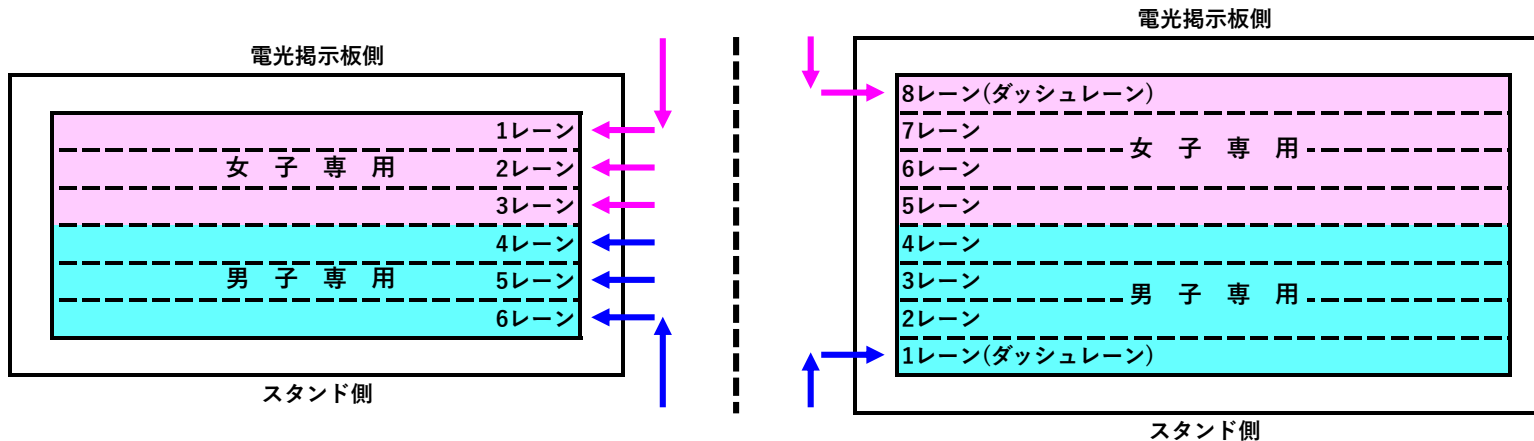 電光掲示板側
1レーン
女 子 専 用
2レーン
3レーン
4レーン
男 子 専 用
5レーン
6レーン
スタンド側
電光掲示板側
8レーン(ダッシュレーン)
7レーン
女 子 専 用
6レーン
5レーン
4レーン
3レーン
男 子 専 用
2レーン
1レーン(ダッシュレーン)
スタンド側